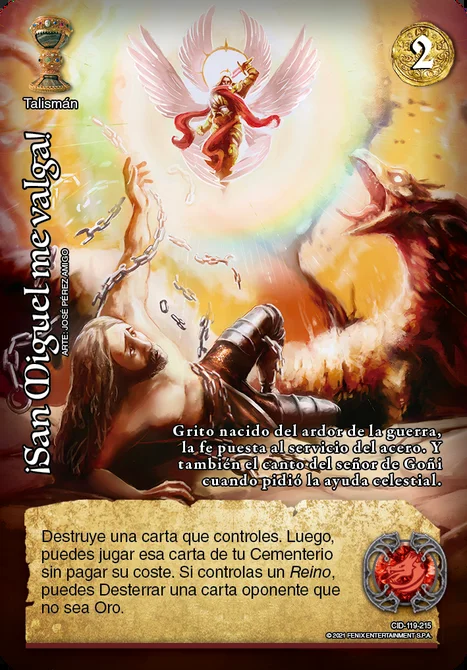 Talismán
2
¡San Miguel me valga!
ARTE: JOSÉ PÉREZ AMIGO
Grito nacido del ardor de la guerra,
la fe puesta al servicio del acero. Y
también el canto del señor de Goñi
cuando pidió la ayuda celestial.
Destruye una carta que controles. Luego,
puedes jugar esa carta de tu Cementerio
sin pagar su coste. Si controlas un Reino,
puedes Desterrar una carta oponente que
no sea Oro.
CID-119-215
© 2021 FENIX ENTERTAINMENT S.P.A.